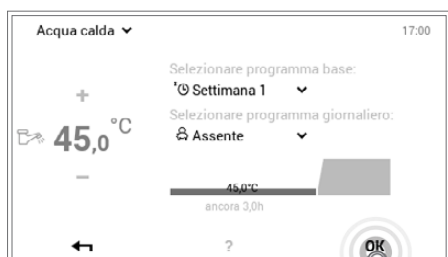 Acqua calda
17:00
Selezionare programma base:
Settimana 1
Selezionare programma giornaliero:
Assente
+
45,0 °C
–
45,0°C
ancora 3,0h
?
OK